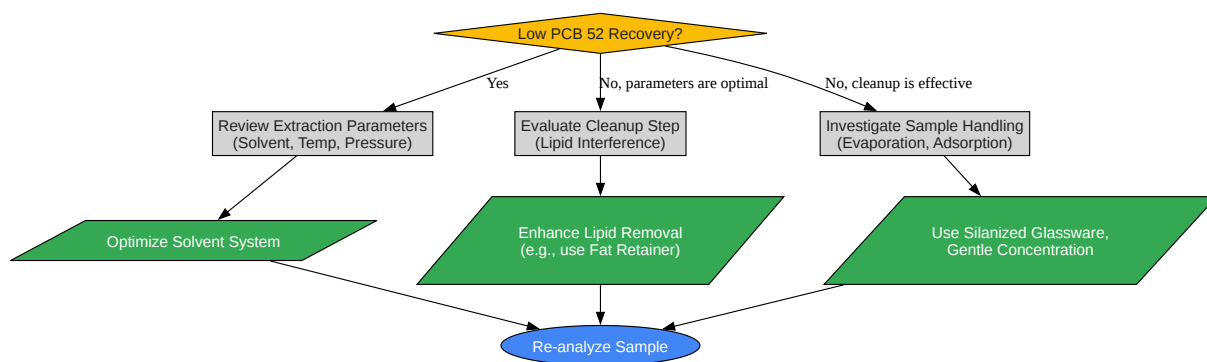 Low PCB 52 Recovery?
Yes
No, parameters are optimal
No, cleanup is effective
Review Extraction Parameters
(Solvent, Temp, Pressure)
Evaluate Cleanup Step
(Lipid Interference)
Investigate Sample Handling
(Evaporation, Adsorption)
Optimize Solvent System
Enhance Lipid Removal
(e.g., use Fat Retainer)
Use Silanized Glassware,
Gentle Concentration
Re-analyze Sample